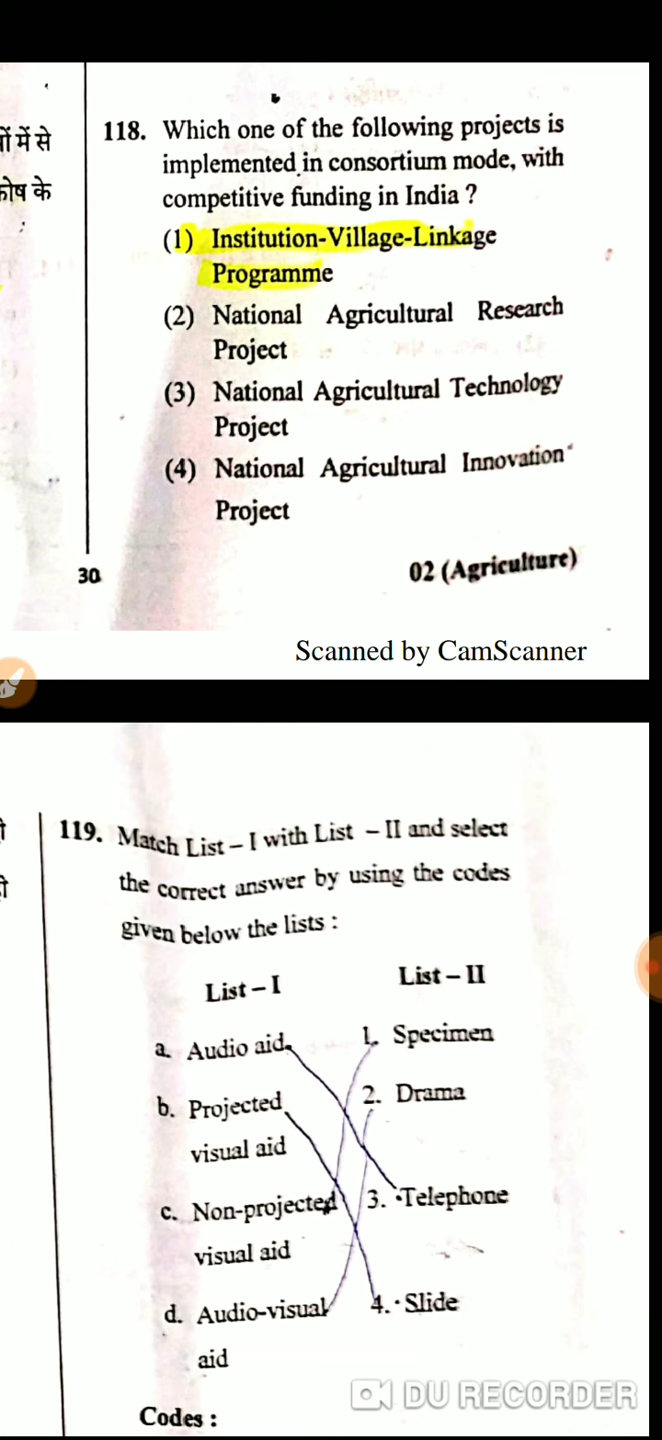 में से
कोष के
118. Which one of the following projects is
implemented in consortium mode, with
competitive funding in India ?
(1) Institution-Village-Linkage
Programme
(2) National Agricultural Research
Project
(3) National Agricultural Technology
Project
(4) National Agricultural Innovation
Project
30
02 (Agriculture)
Scanned by CamScanner
119. Match List – I with List – II and select
the correct answer by using the codes
given below the lists :
List – I List – II
a. Audio aid 1. Specimen
b. Projected 2. Drama
visual aid
c. Non-projected 3. Telephone
visual aid
d. Audio-visual 4. Slide
aid
Codes :
DU RECORDER